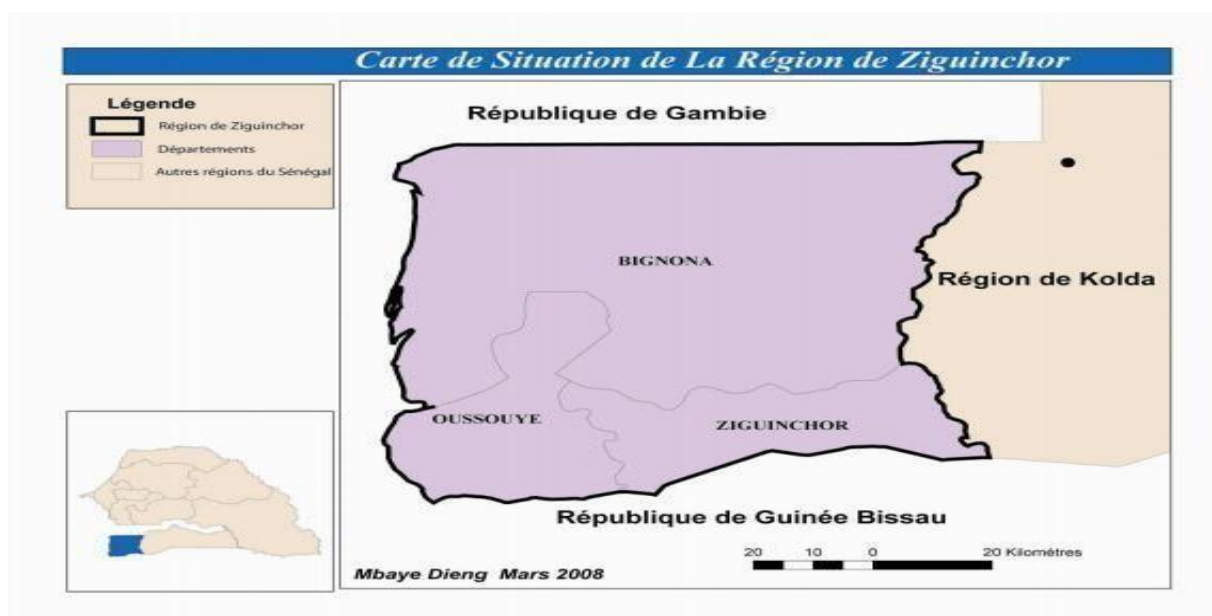 Carte de Situation de La Région de Ziguinchor
Légende
Région de Ziguinchor
Départements
Autres régions du Sénégal
République de Gambie
BIGNONA
Région de Kolda
OUSSOUYE
ZIGUINCHOR
République de Guinée Bissau
20 10 0 20 Kilométres
Mbaye Dieng Mars 2008